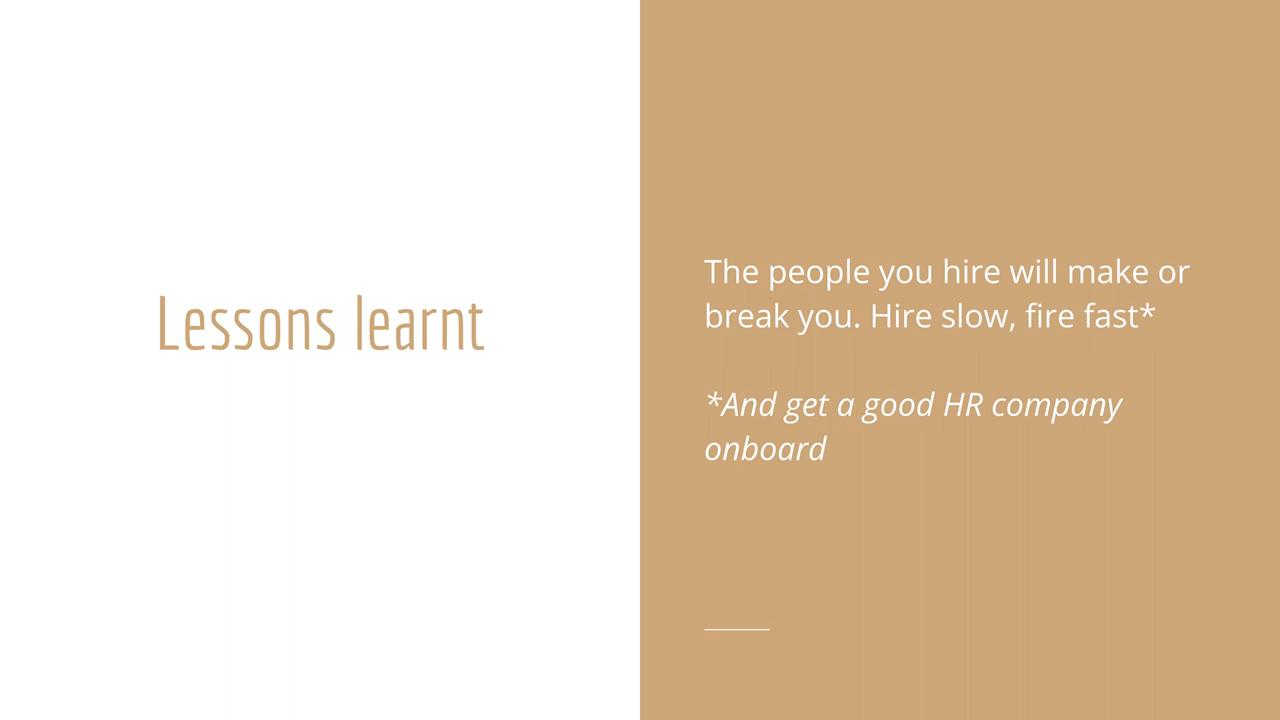 Lessons learnt
The people you hire will make or
break you. Hire slow, fire fast*
*And get a good HR company
onboard